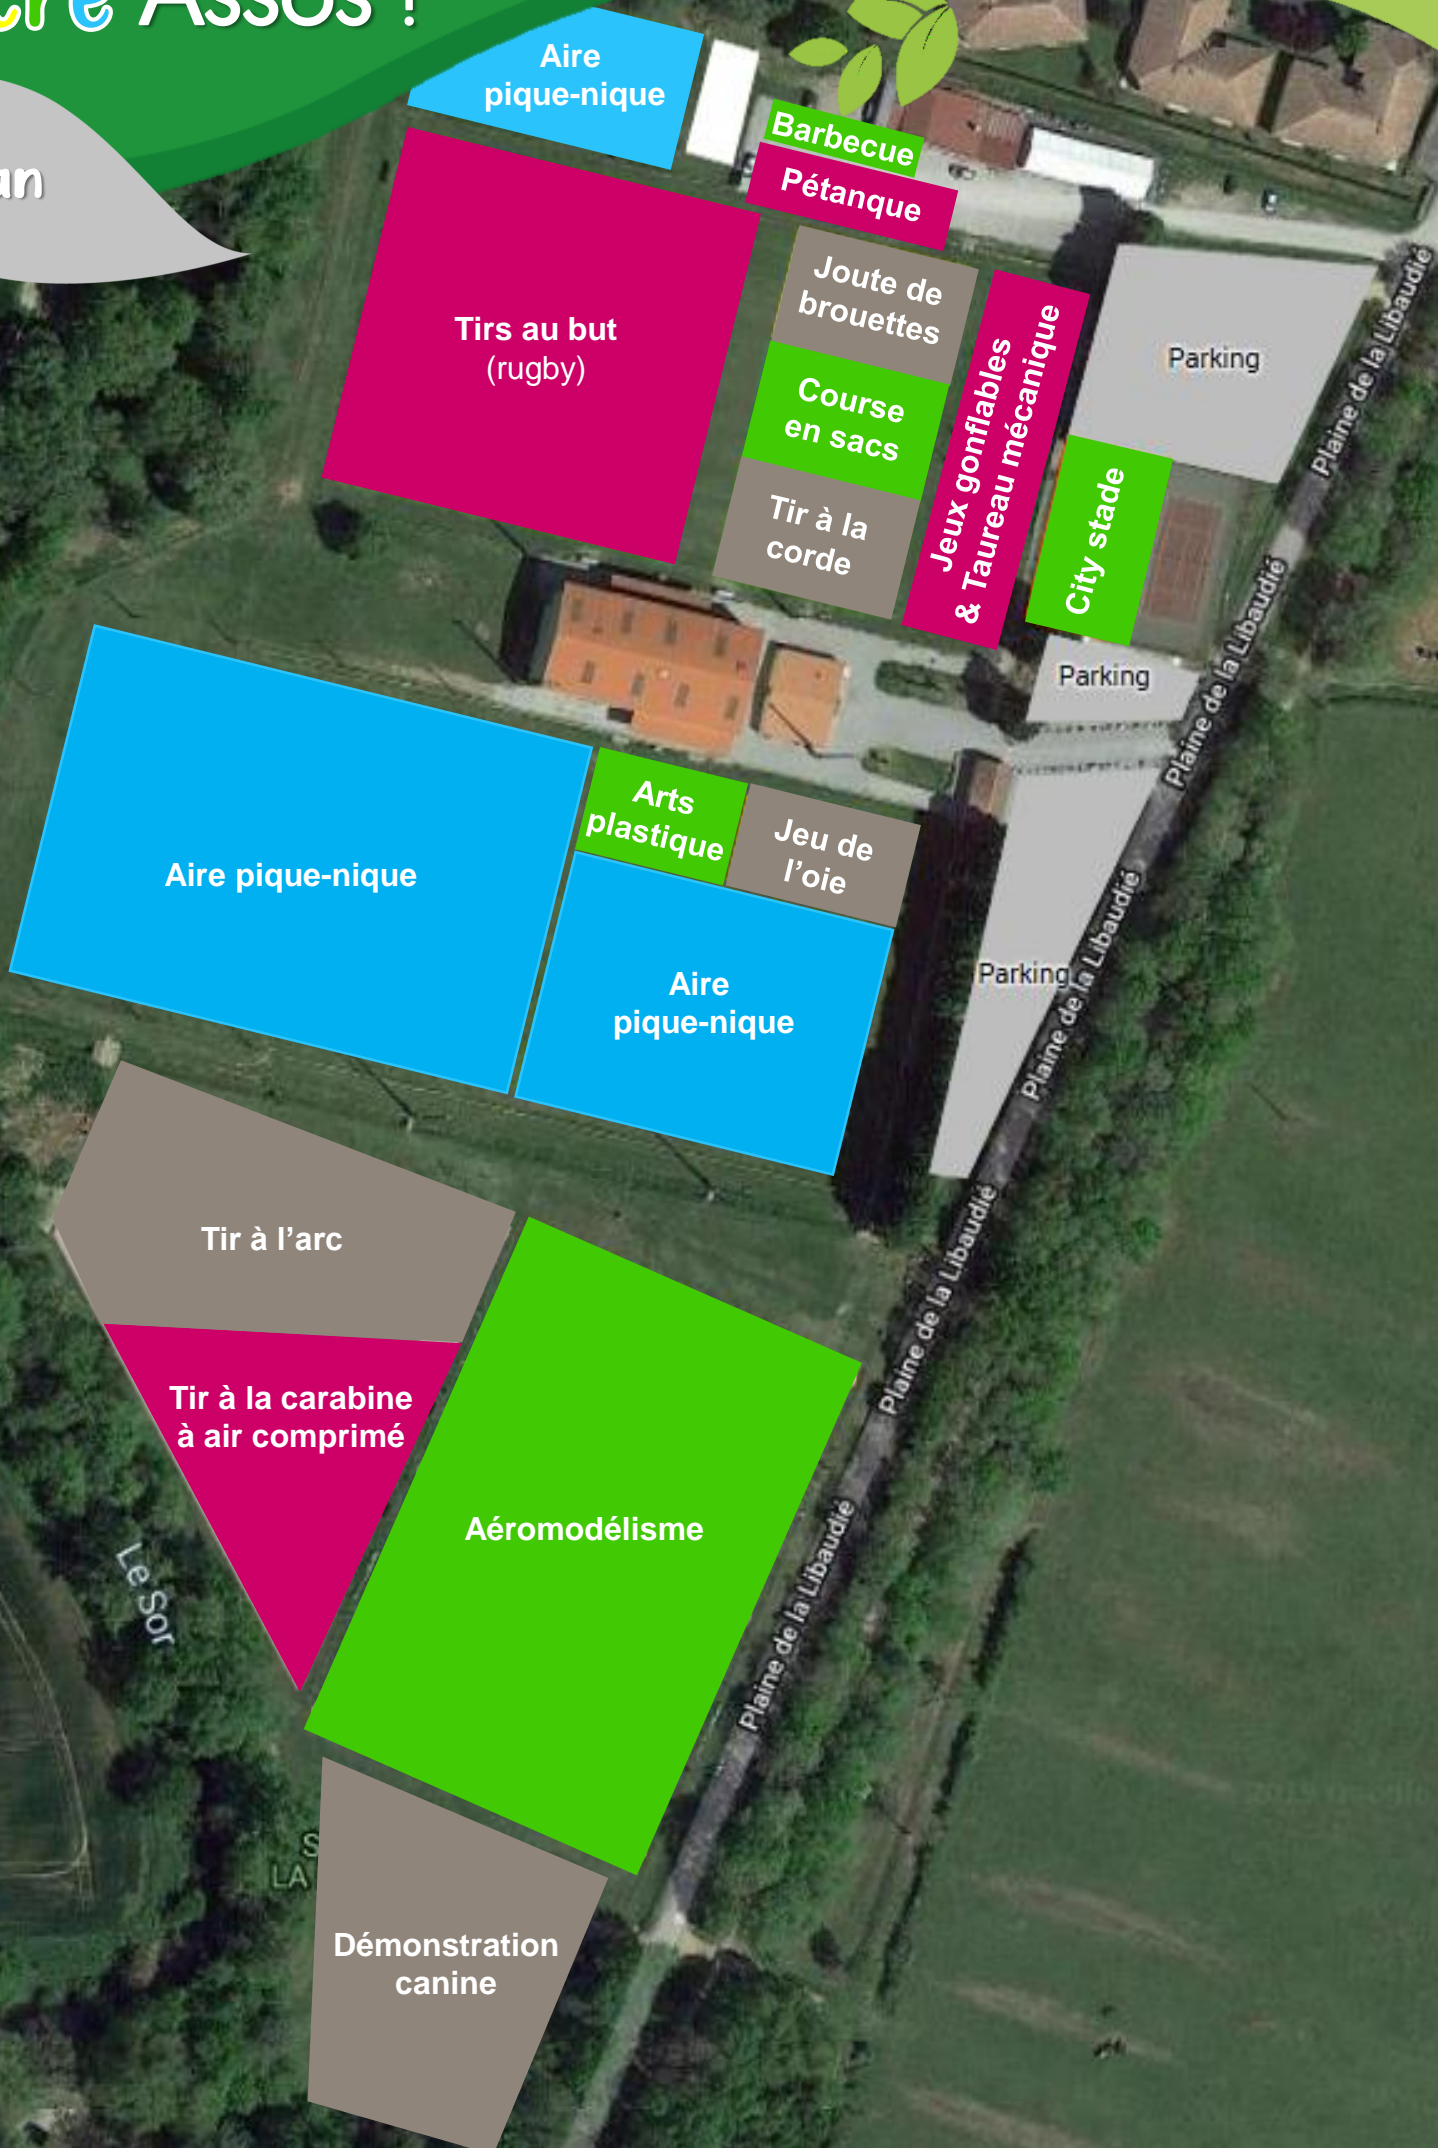 Assos !
Aire
pique-nique
Barbecue
Pétanque
Tirs au but
(rugby)
Joute de
brouettes
Course
en sacs
Tir à la
corde
Jeux gonflables
& Taureau mécanique
Parking
City stade
Plaine de la Libaudié
Parking
Plaine de la Libaudié
Aire pique-nique
Arts
plastique
Jeu de
l’oie
Aire
pique-nique
Parking
Plaine de la Libaudié
Tir à l’arc
Plaine de la Libaudié
Tir à la carabine
à air comprimé
Aéromodélisme
Le Sor
Plaine de la Libaudié
LA
Démonstration
canine